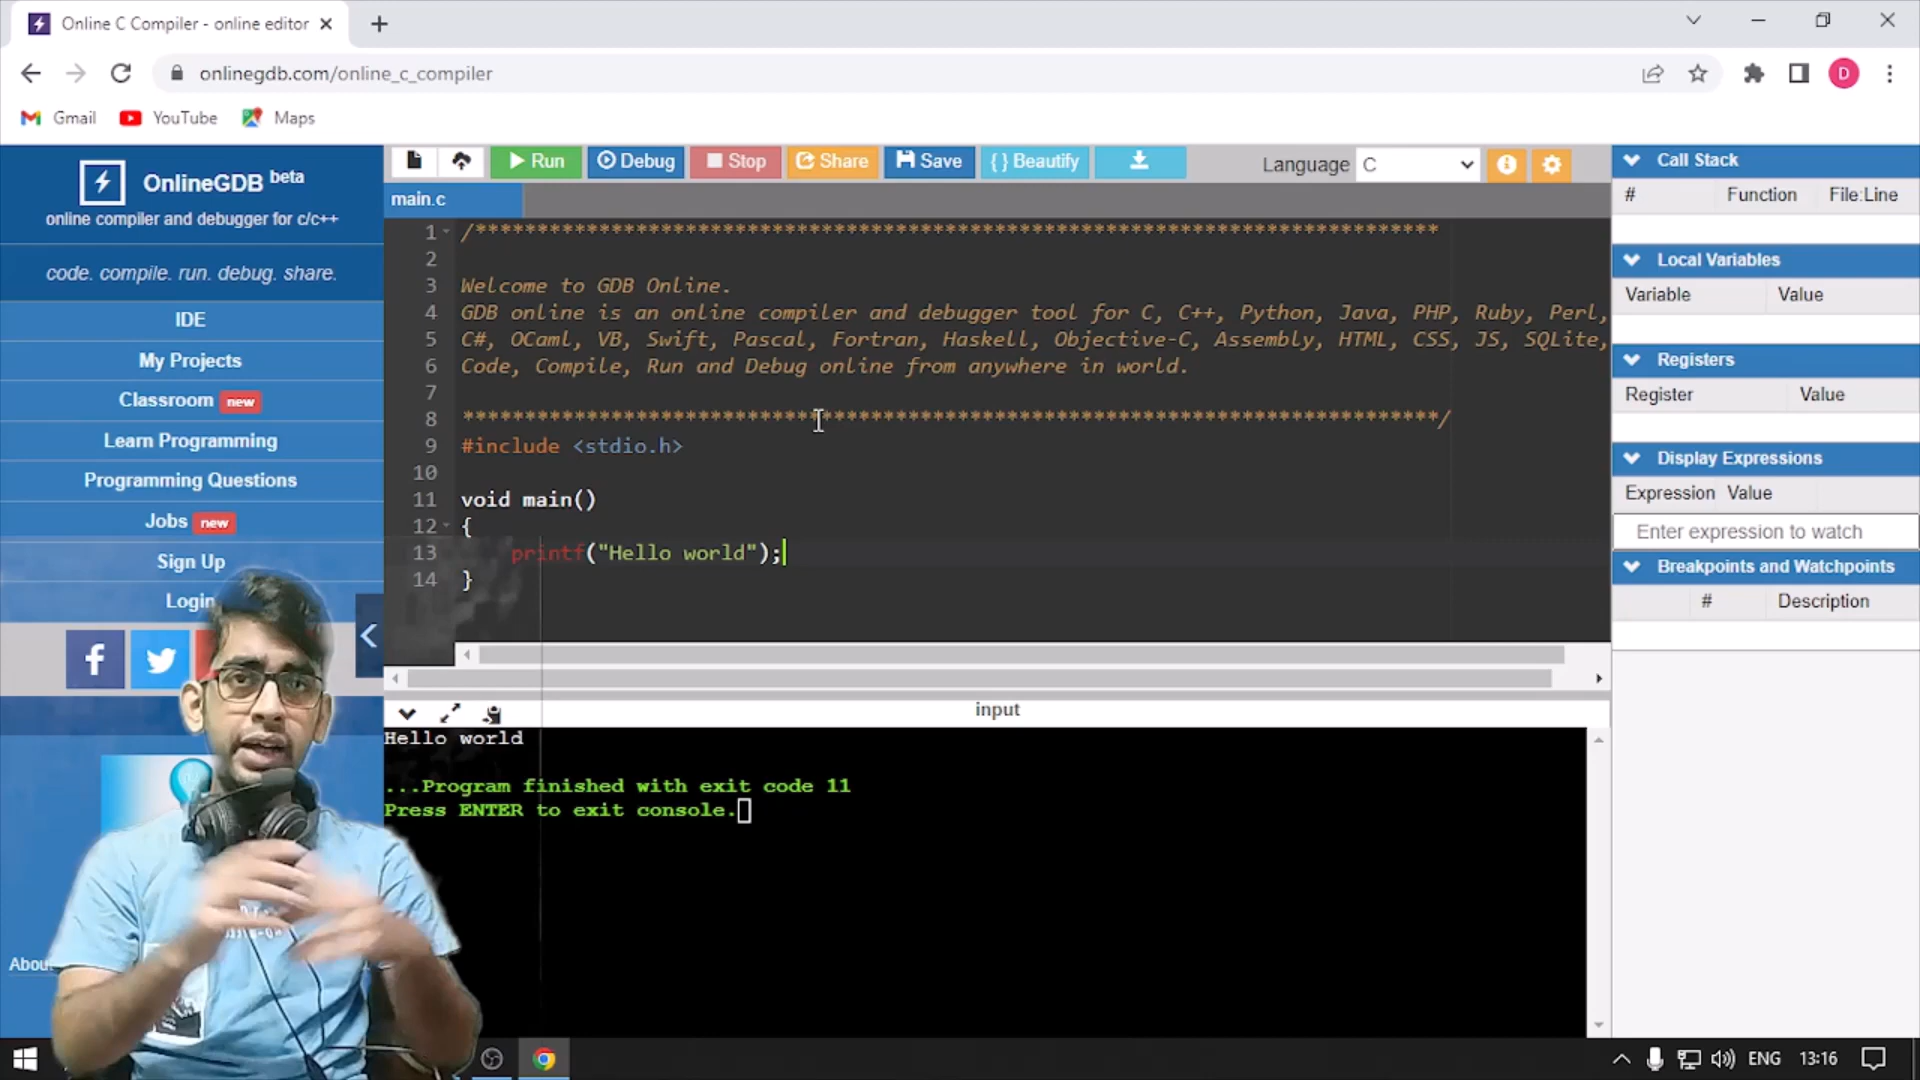 Online C Compiler - online editor
onlinegdb.com/online_c_compiler
D
Gmail YouTube Maps
OnlineGDB beta
online compiler and debugger for c/c++
code. compile. run. debug. share.
IDE
My Projects
Classroom new
Learn Programming
Programming Questions
Jobs new
Sign Up
Login
Run Debug Stop Share Save { } Beautify
Language C
main.c
1 /******************************************************************************
2
3 Welcome to GDB Online.
4 GDB online is an online compiler and debugger tool for C, C++, Python, Java, PHP, Ruby, Perl,
5 C#, OCaml, VB, Swift, Pascal, Fortran, Haskell, Objective-C, Assembly, HTML, CSS, JS, SQLite,
6 Code, Compile, Run and Debug online from anywhere in world.
7
8 *******************************************************************************/
9 #include <stdio.h>
10
11 void main()
12 {
13 printf("Hello world");
14 }
input
Hello world
...Program finished with exit code 11
Press ENTER to exit console.
Call Stack
# Function File:Line
Local Variables
Variable Value
Registers
Register Value
Display Expressions
Expression Value
Enter expression to watch
Breakpoints and Watchpoints
# Description
ENG 13:16